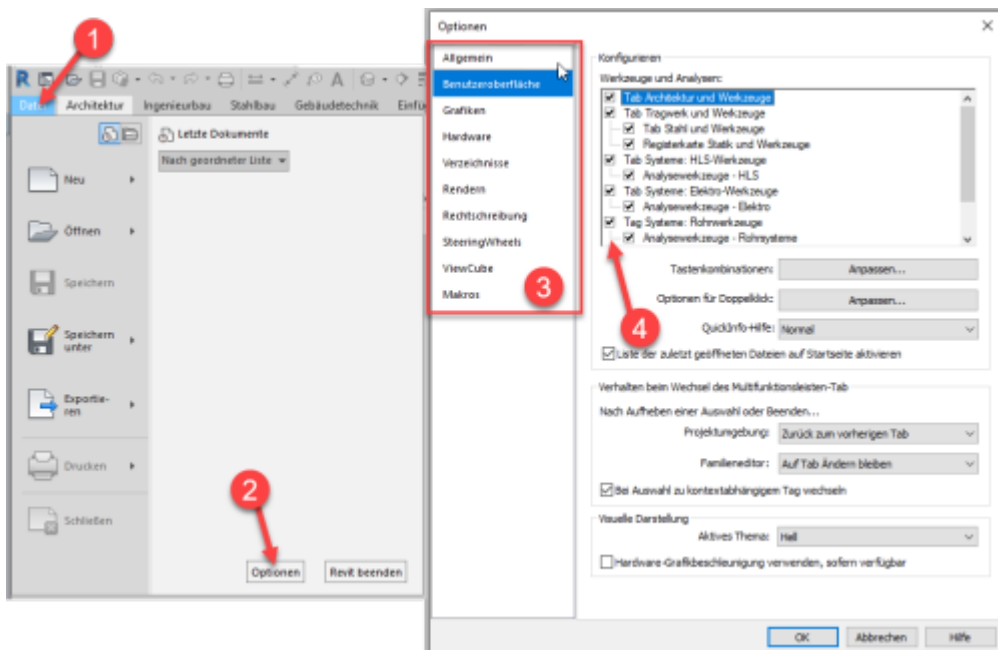 1
R
A
Datei Architektur Ingenieurbau Stahlbau Gebäudetechnik Einfü
Letzte Dokumente
Nach geordneter Liste
Neu
Öffnen
Speichern
Speichern
unter
Exportie-
ren
Drucken
Schließen
2
Optionen Revit beenden
Optionen
Allgemein
Benutzeroberfläche
Grafiken
Hardware
Verzeichnisse
Rendern
Rechtschreibung
SteeringWheels
ViewCube
Makros
3
Konfigurieren
Werkzeuge und Analysen:
Tab Architektur und Werkzeuge
Tab Tragwerk und Werkzeuge
Tab Stahl und Werkzeuge
Registerkarte Statik und Werkzeuge
Tab Systeme: HLS-Werkzeuge
Analysewerkzeuge - HLS
Tab Systeme: Elektro-Werkzeuge
Analysewerkzeuge - Elektro
Tag Systeme: Rohrwerkzeuge
Analysewerkzeuge - Rohrsysteme
4
Tastenkombinationen: Anpassen...
Optionen für Doppelklick: Anpassen...
QuickInfo-Hilfe: Normal
Liste der zuletzt geöffneten Dateien auf Startseite aktivieren
Verhalten beim Wechsel des Multifunktionsleisten-Tab
Nach Aufheben einer Auswahl oder Beenden...
Projektumgebung: Zurück zum vorherigen Tab
Familieneditor: Auf Tab Ändern bleiben
Bei Auswahl zu kontextabhängigem Tag wechseln
Visuelle Darstellung
Aktives Thema: Hell
Hardware-Grafikbeschleunigung verwenden, sofern verfügbar
OK Abbrechen Hilfe